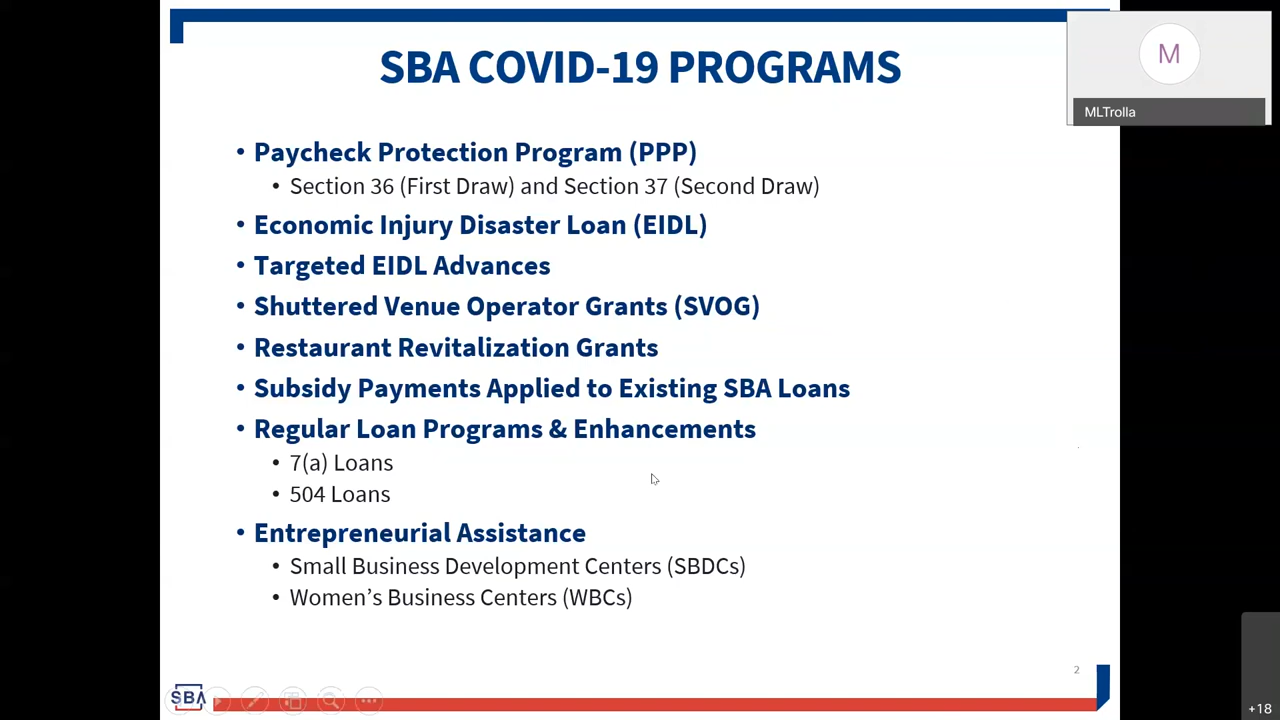 SBA COVID-19 PROGRAMS
M
MLTrolla
• Paycheck Protection Program (PPP)
• Section 36 (First Draw) and Section 37 (Second Draw)
• Economic Injury Disaster Loan (EIDL)
• Targeted EIDL Advances
• Shuttered Venue Operator Grants (SVOG)
• Restaurant Revitalization Grants
• Subsidy Payments Applied to Existing SBA Loans
• Regular Loan Programs & Enhancements
• 7(a) Loans
• 504 Loans
• Entrepreneurial Assistance
• Small Business Development Centers (SBDCs)
• Women’s Business Centers (WBCs)
2
SBA
+18